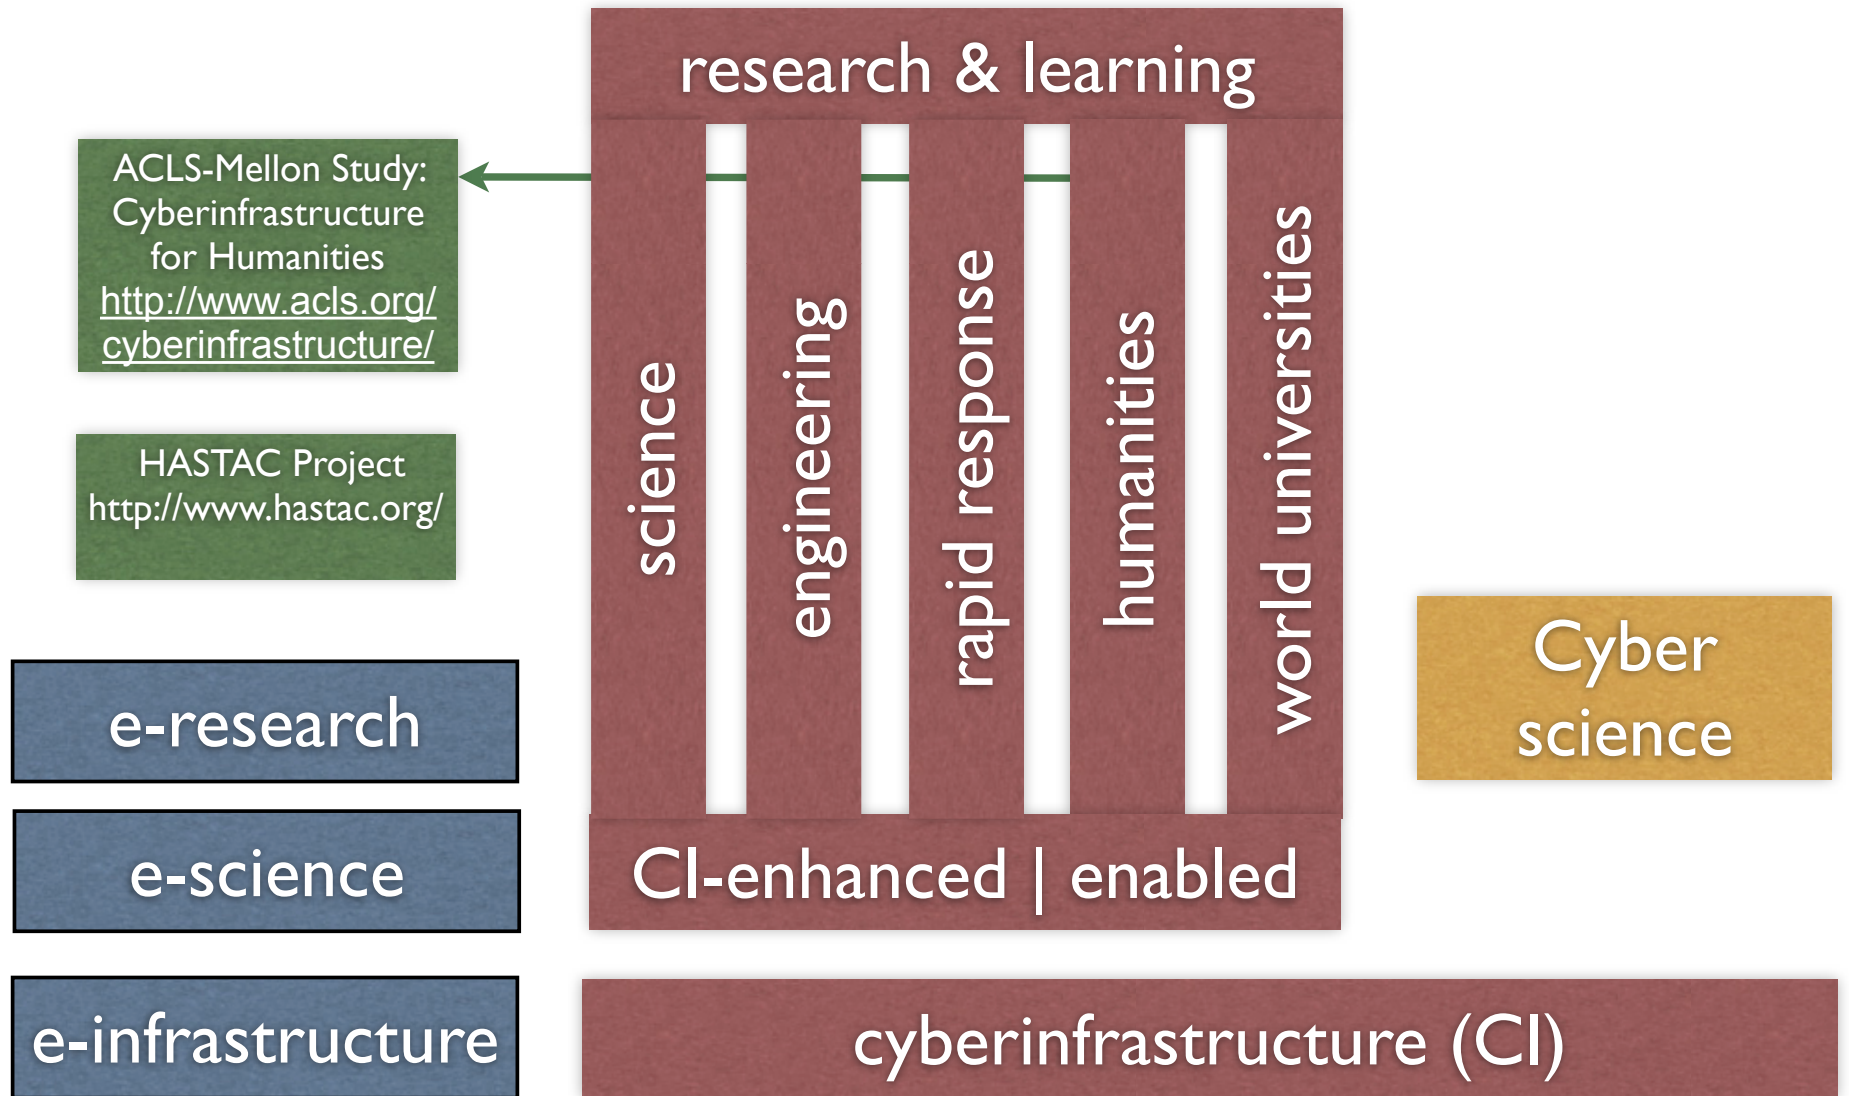 research & learning
ACLS-Mellon Study:
Cyberinfrastructure
for Humanities
http://www.acls.org/
cyberinfrastructure/
HASTAC Project
http://www.hastac.org/
science
engineering
rapid response
humanities
world universities
Cyber
science
e-research
e-science
CI-enhanced | enabled
e-infrastructure
cyberinfrastructure (CI)